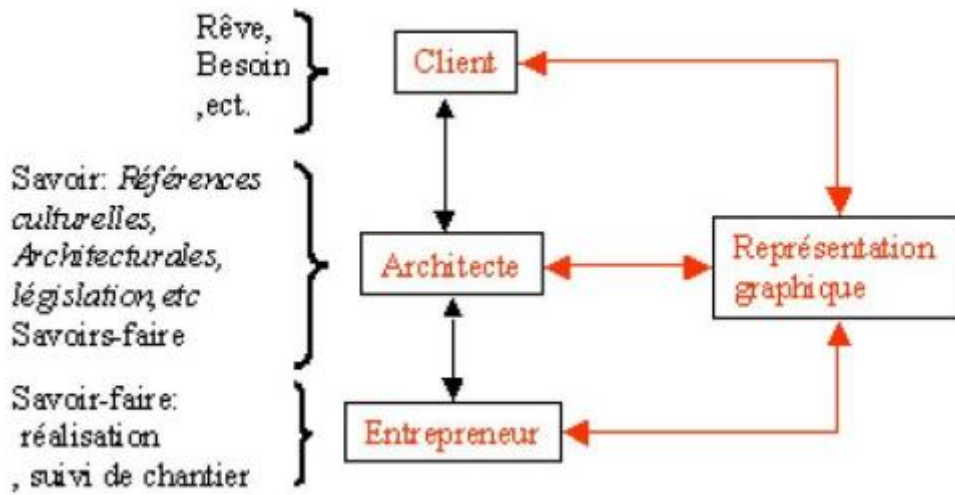 Rêve,
Besoin
,ect.
Client
Savoir: Références
culturelles,
Architecturales,
législation,etc
Savoirs-faire
Architecte
Représentation
graphique
Savoir-faire:
réalisation
, suivi de chantier
Entrepreneur